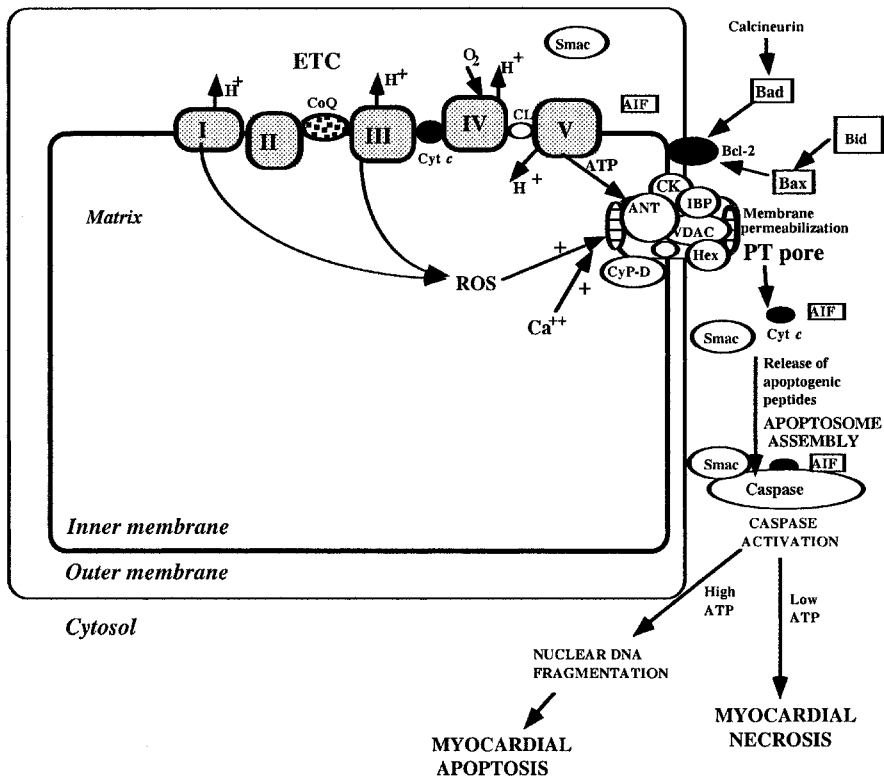 Calcineurin
Smac
ETC
O2
H+
H+
H+
CoQ
Bad
AIF
CL
I
II
III
IV
V
Cyt c
Bid
Bcl-2
H+
ATP
Bax
CK
Matrix
ANT
IBP
Membrane
permeabilization
VDAC
+
Hex
PT pore
CyP-D
ROS
+
Ca++
AIF
Cyt c
Smac
Release of
apoptogenic
peptides
APOPTOSOME
ASSEMBLY
Smac
AIF
Caspase
Inner membrane
CASPASE
ACTIVATION
Outer membrane
High
ATP
Low
ATP
Cytosol
NUCLEAR DNA
FRAGMENTATION
MYOCARDIAL
NECROSIS
MYOCARDIAL
APOPTOSIS